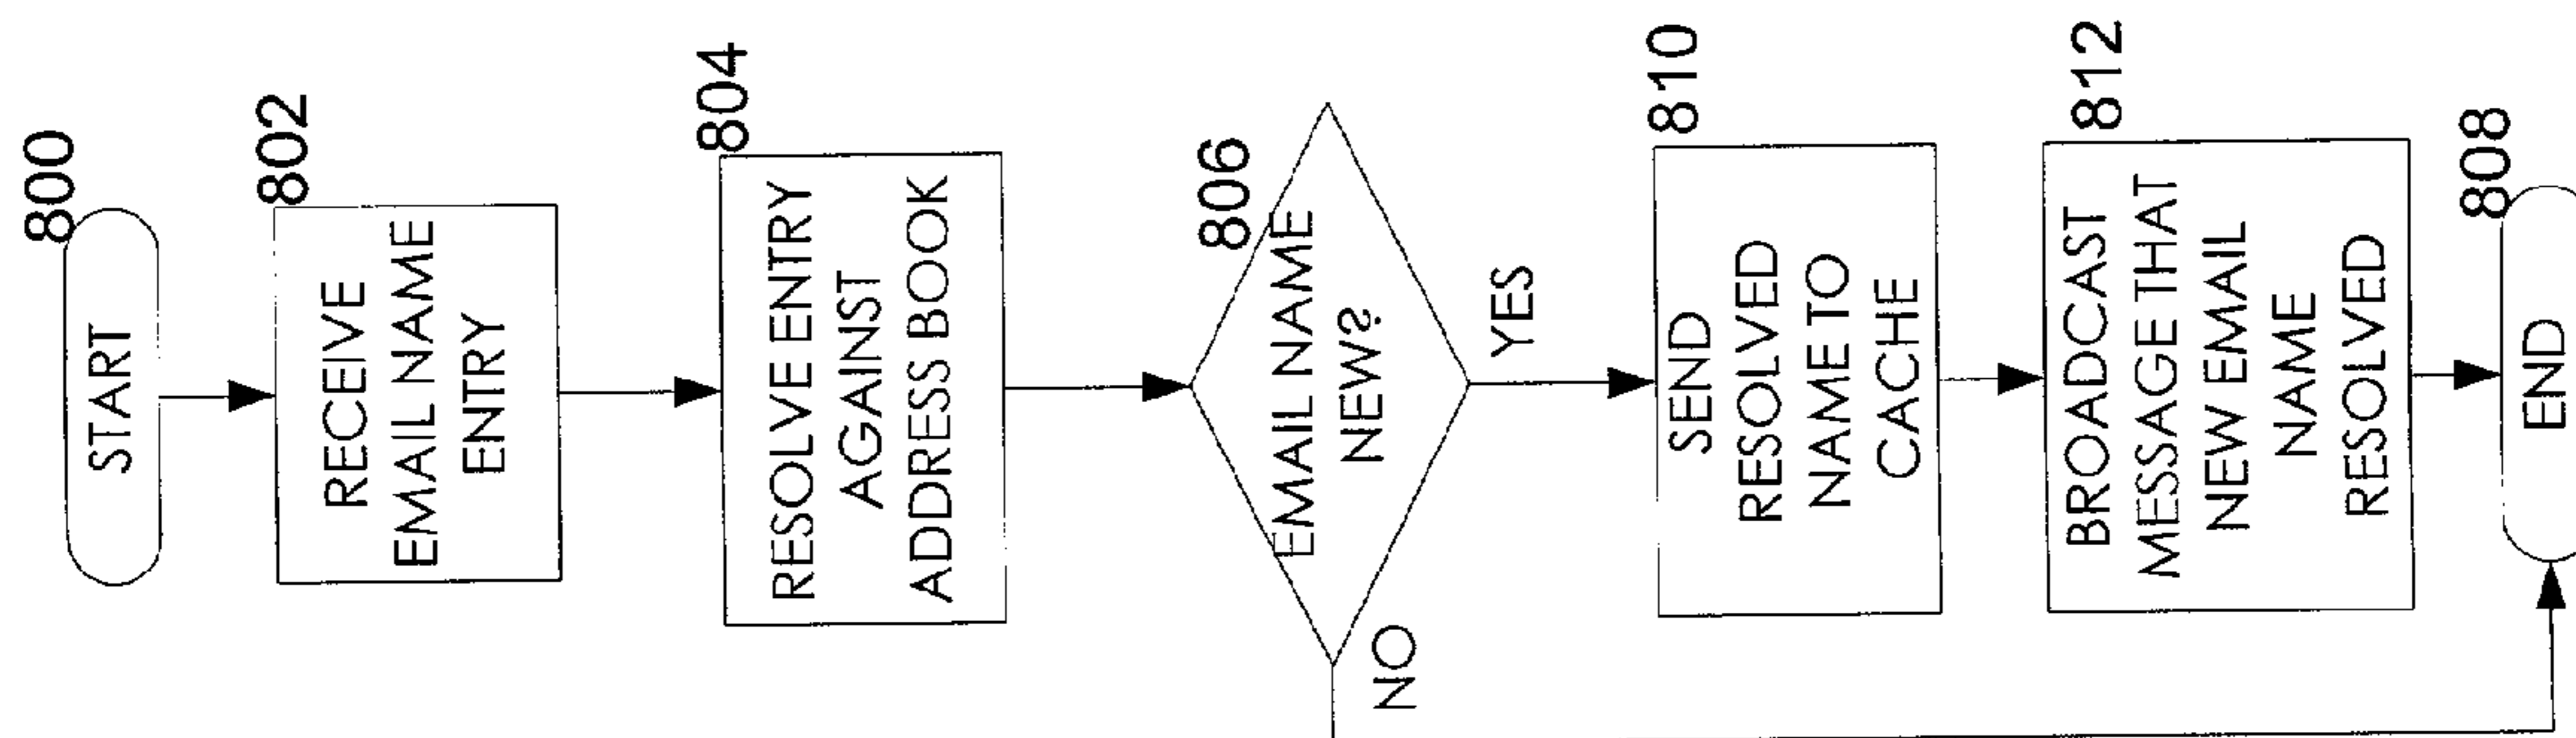 800
START
802
RECEIVE
EMAIL NAME
ENTRY
804
RESOLVE ENTRY
AGAINST
ADDRESS BOOK
806
EMAIL NAME
NEW?
YES
NO
810
SEND
RESOLVED
NAME TO
CACHE
812
BROADCAST
MESSAGE THAT
NEW EMAIL
NAME
RESOLVED
808
END